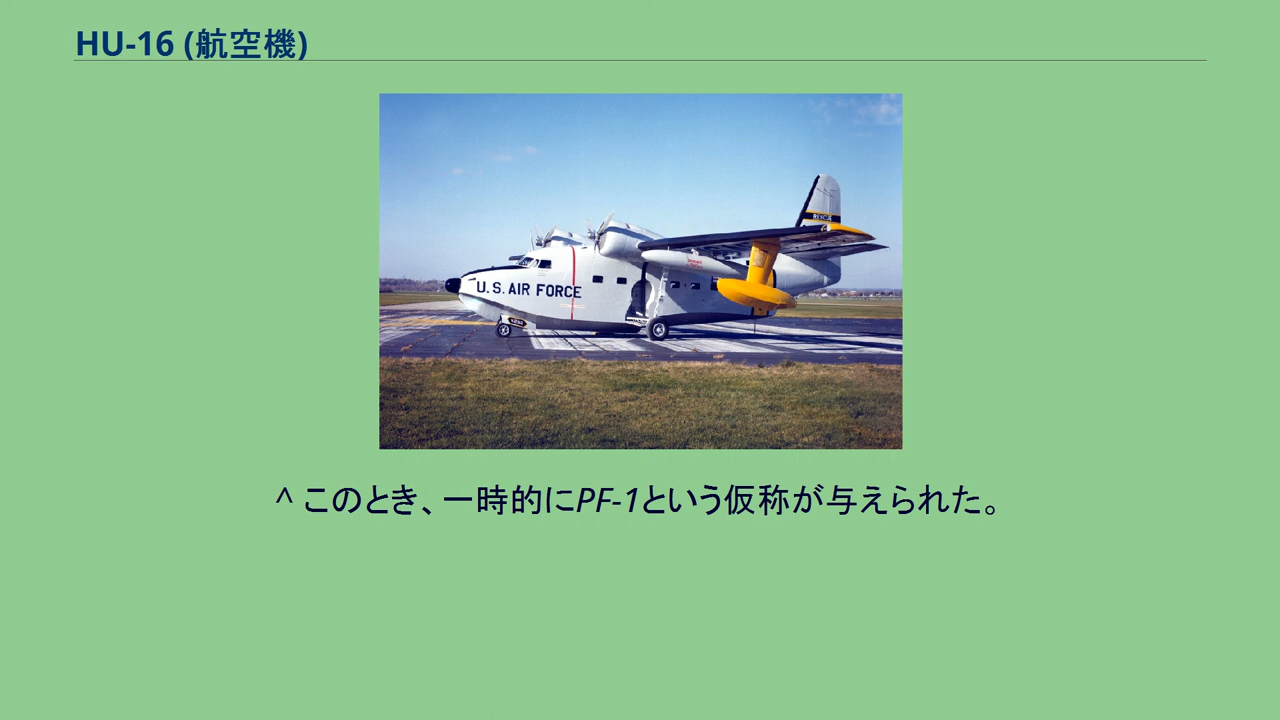 HU-16 (航空機)
RESCUE
U.S. AIR FORCE
^ このとき、一時的にPF-1という仮称が与えられた。